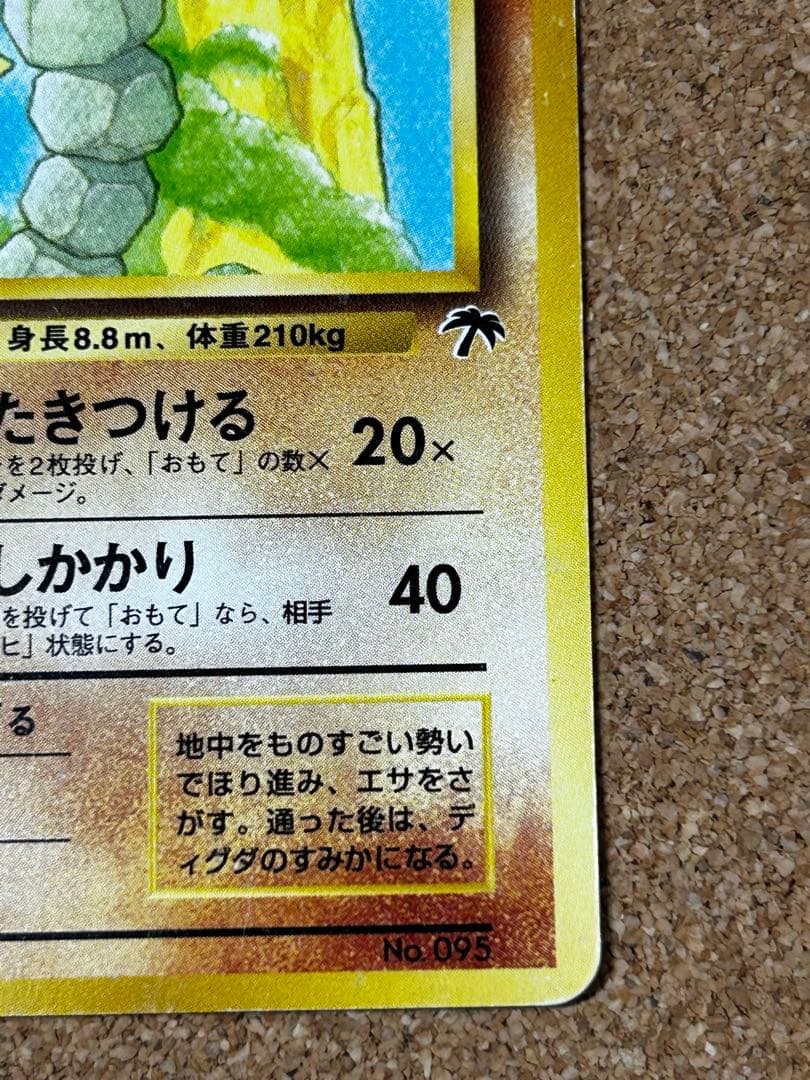 身長8.8m、体重210kg
たきつける 20×
を2枚投げ、「おもて」の数×
ダメージ。
しかかり 40
を投げて「おもて」なら、相手
ヒ」状態にする。
る
地中をものすごい勢い
でほり進み、エサをさ
がす。通った後は、デ
ィグダのすみかになる。
No. 095